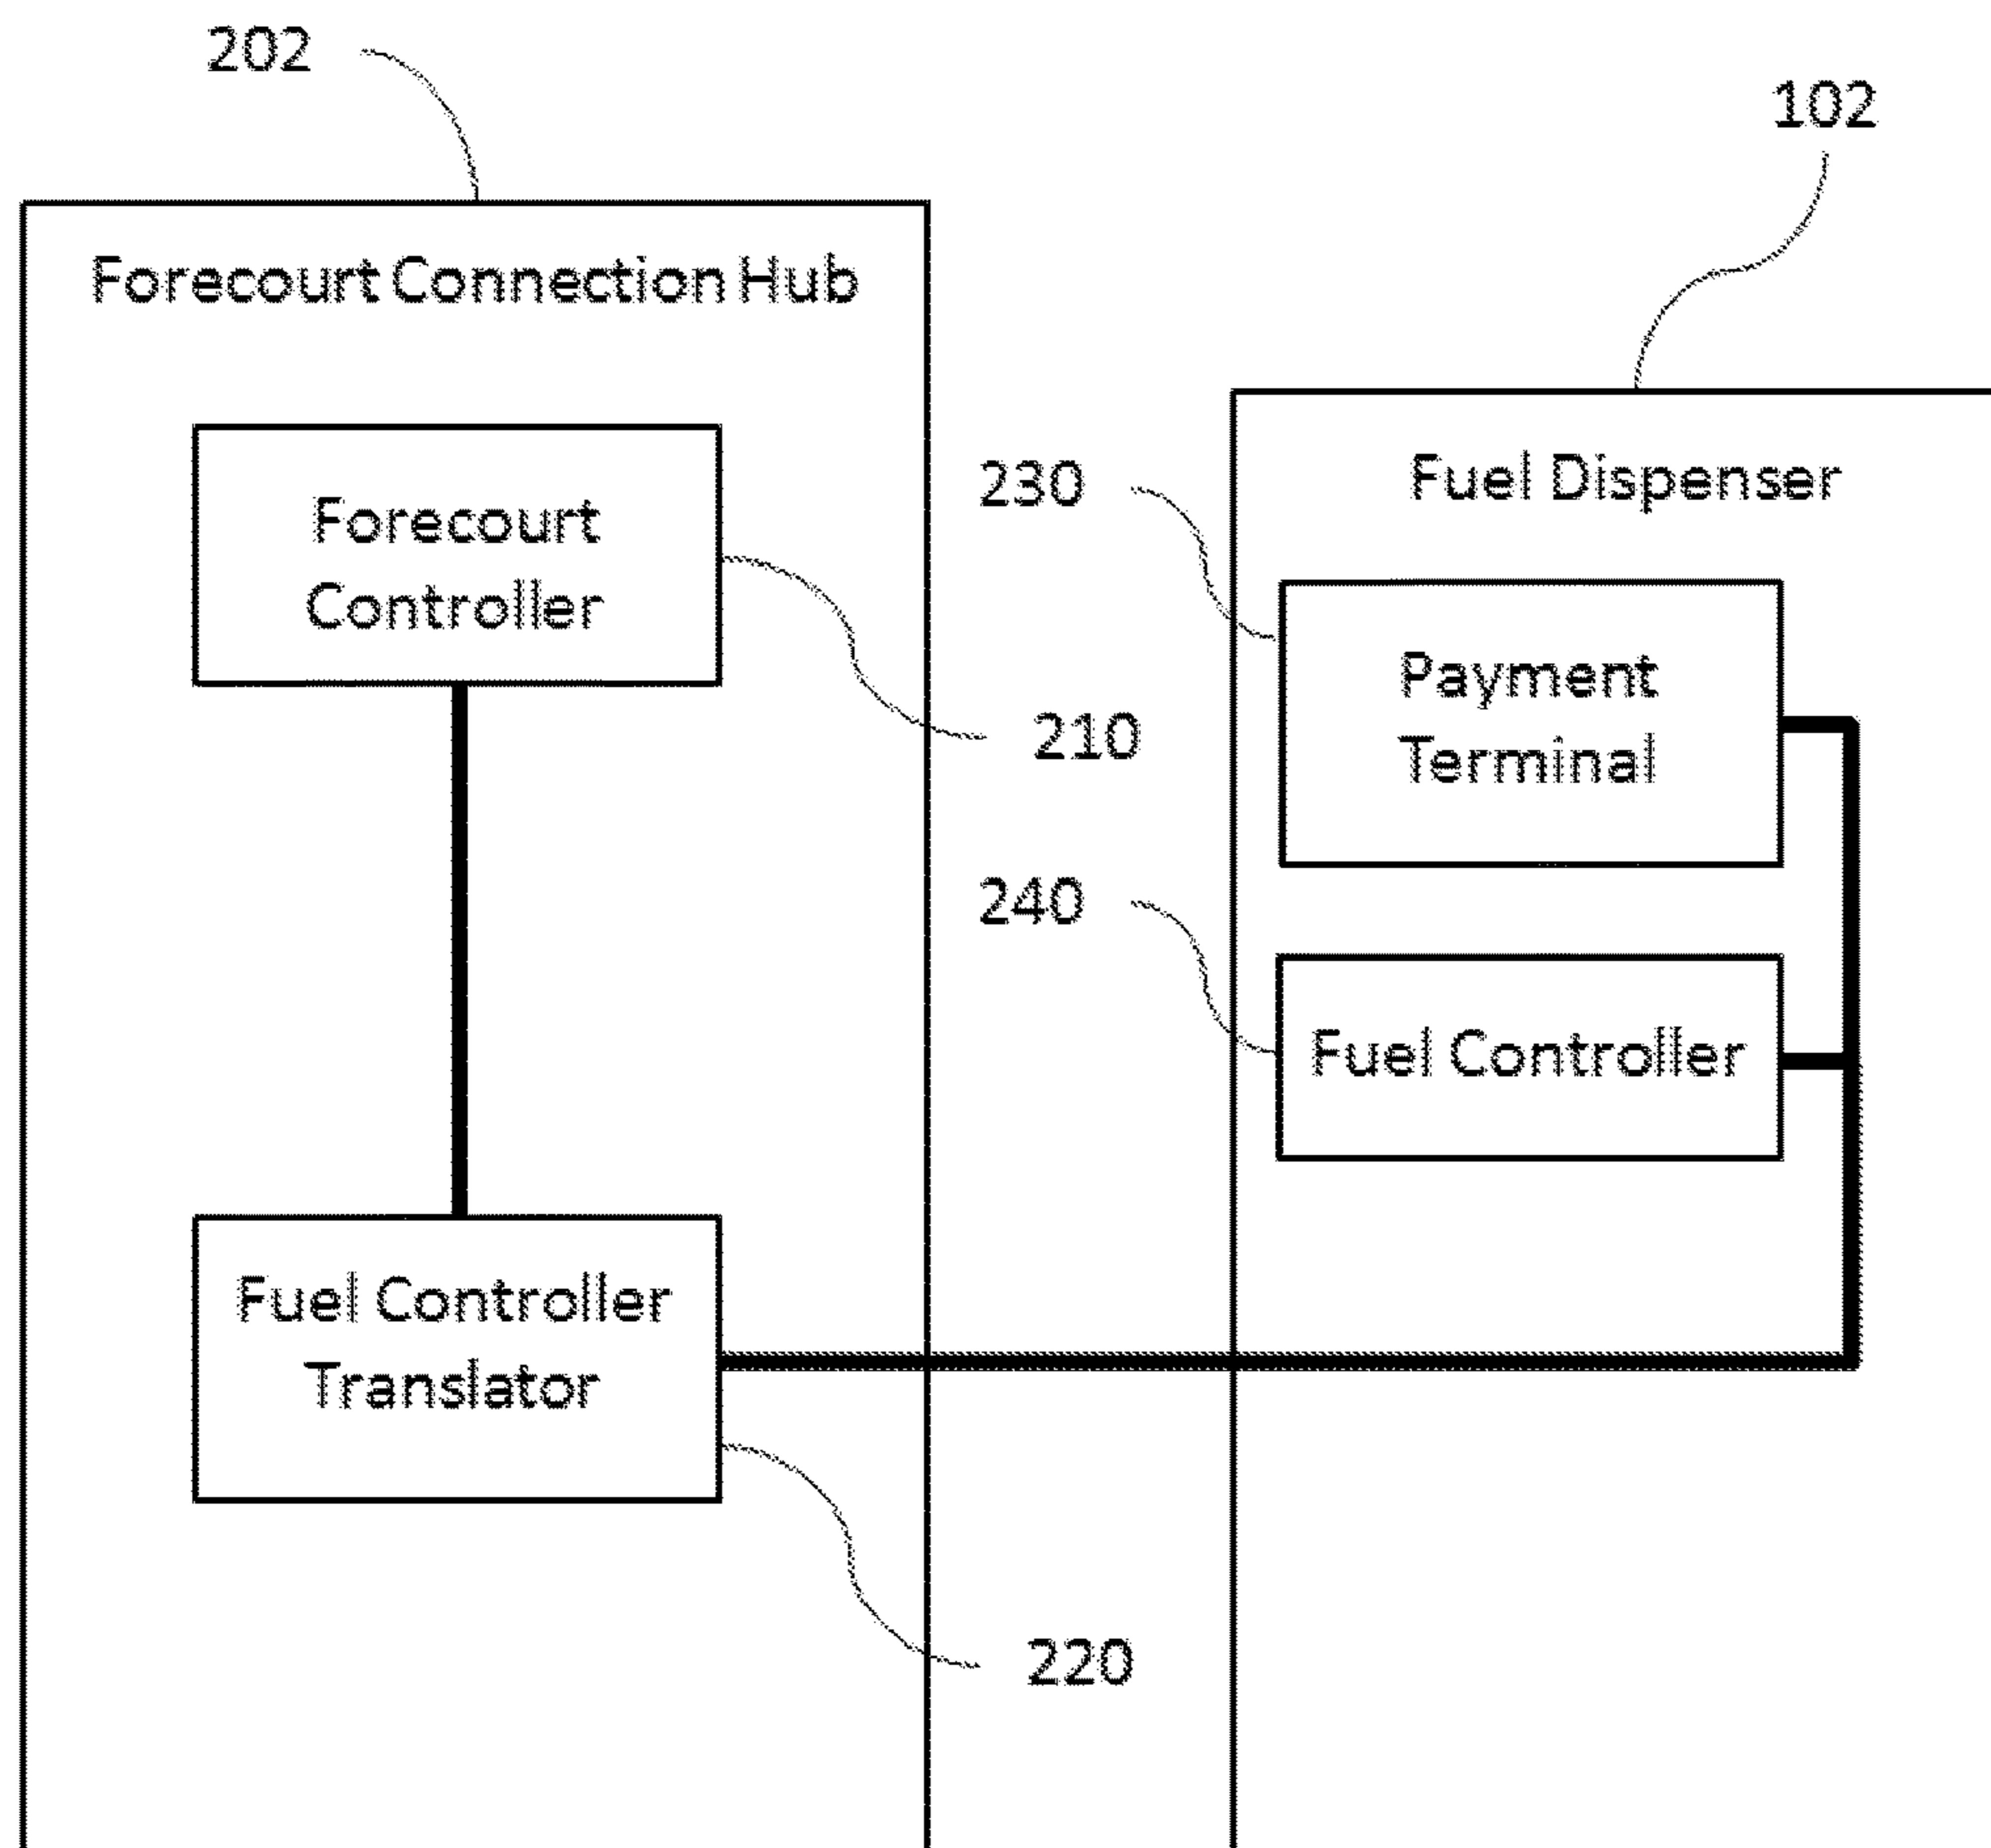 202
102
Forecourt Connection Hub
Forecourt
Controller
210
Fuel Controller
Translator
220
Fuel Dispenser
230
Payment
Terminal
240
Fuel Controller